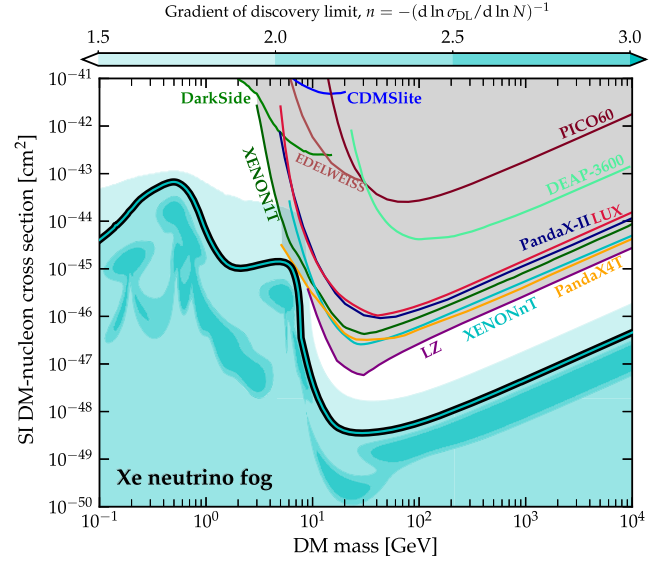 Gradient of discovery limit, n = −(d ln σ_DL/d ln N)^−1
1.5 2.0 2.5 3.0
SI DM-nucleon cross section [cm^2]
10^−41
10^−42
10^−43
10^−44
10^−45
10^−46
10^−47
10^−48
10^−49
10^−50
DarkSide
CDMSlite
PICO60
XENON1T
EDELWEISS
DEAP-3600
PandaX-II
LUX
PandaX4T
XENONnT
LZ
Xe neutrino fog
10^−1 10^0 10^1 10^2 10^3 10^4
DM mass [GeV]